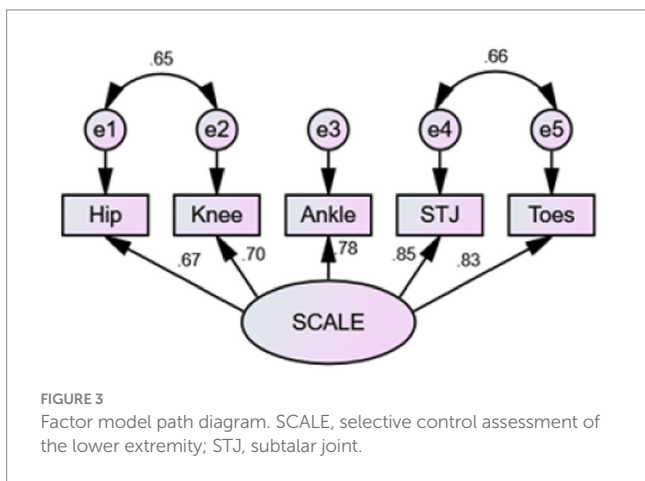 .65 .66
e1 e2 e3 e4 e5
Hip Knee Ankle STJ Toes
.67 .70 .78 .85 .83
SCALE
FIGURE 3
Factor model path diagram. SCALE, selective control assessment of
the lower extremity; STJ, subtalar joint.